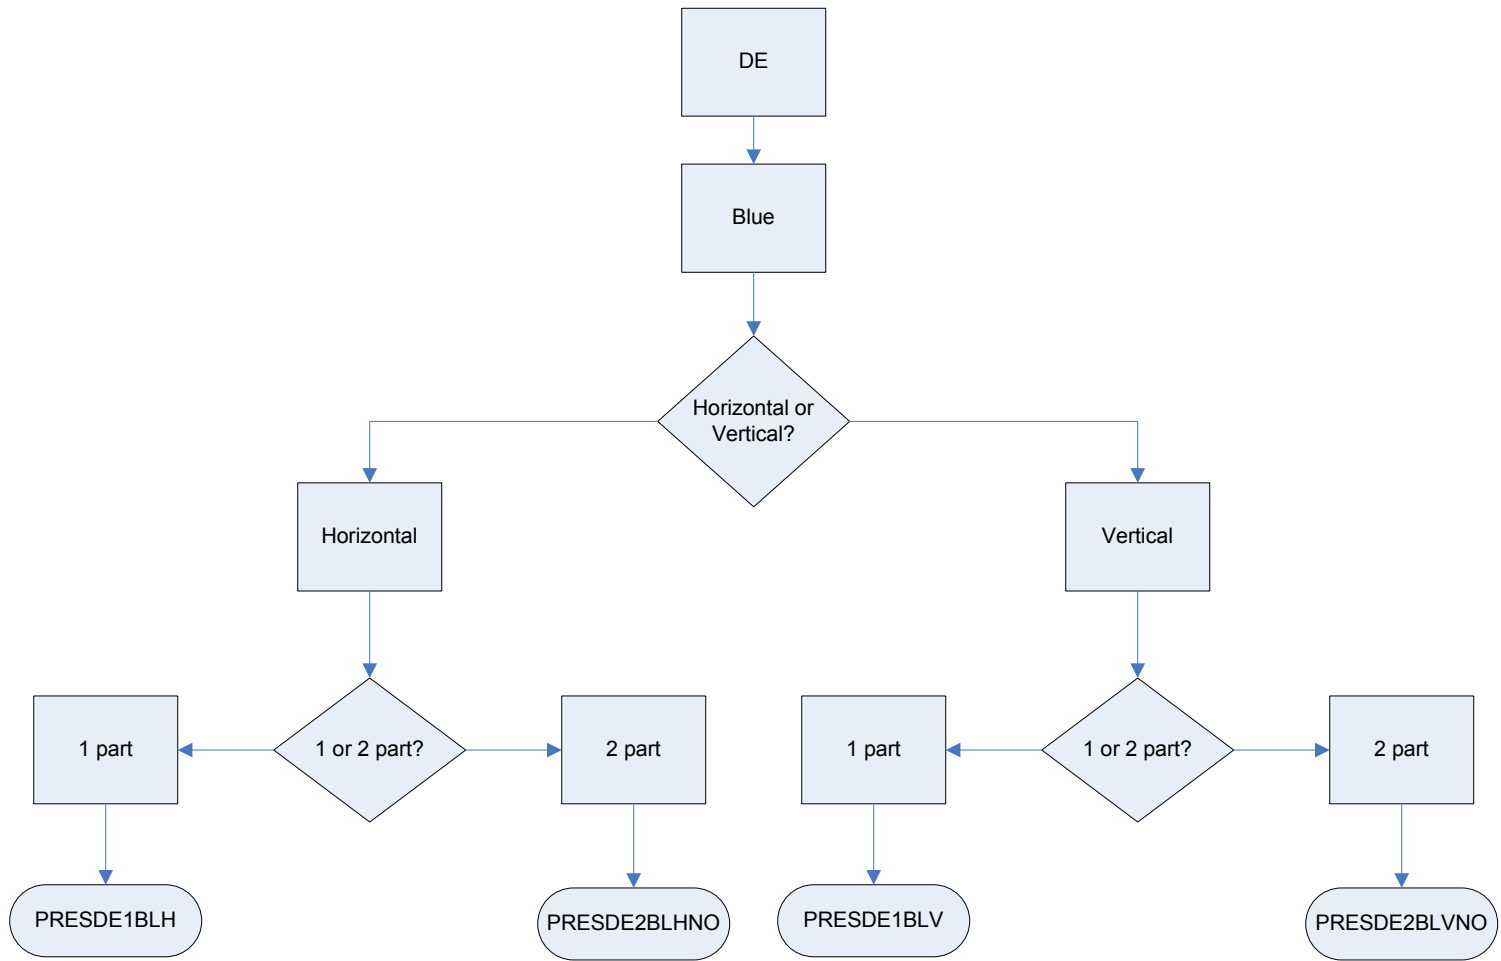 DE
Blue
Horizontal or
Vertical?
Horizontal
Vertical
1 part
1 or 2 part?
2 part
1 part
1 or 2 part?
2 part
PRESDE1BLH
PRESDE2BLHNO
PRESDE1BLV
PRESDE2BLVNO